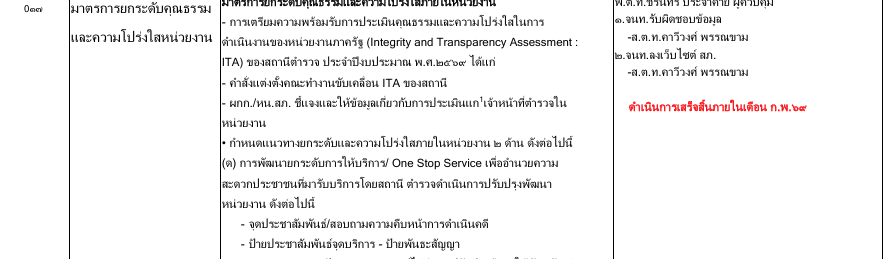 มาตรการยกระดับคุณธรรมและความโปร่งใสภายในหน่วยงาน
พ.ต.ท.ชรินทร์ ประจำค่าย ผู้ควบคุม
O๑๗
มาตรการยกระดับคุณธรรม
และความโปร่งใสหน่วยงาน
- การเตรียมความพร้อมรับการประเมินคุณธรรมและความโปร่งใสในการ
ดำเนินงานของหน่วยงานภาครัฐ (Integrity and Transparency Assessment :
ITA) ของสถานีตำรวจ ประจำปีงบประมาณ พ.ศ.๒๕๖๙ ได้แก่
- คำสั่งแต่งตั้งคณะทำงานขับเคลื่อน ITA ของสถานี
- ผกก./หน.สภ. ชี้แจงและให้ข้อมูลเกี่ยวกับการประเมินแก่เจ้าหน้าที่ตำรวจใน
หน่วยงาน
• กำหนดแนวทางยกระดับและความโปร่งใสภายในหน่วยงาน ๒ ด้าน ดังต่อไปนี้
(๑) การพัฒนายกระดับการให้บริการ/ One Stop Service เพื่ออำนวยความ
สะดวกประชาชนที่มารับบริการโดยสถานี ตำรวจดำเนินการปรับปรุงพัฒนา
หน่วยงาน ดังต่อไปนี้
- จุดประชาสัมพันธ์/สอบถามความคืบหน้าการดำเนินคดี
- ป้ายประชาสัมพันธ์จุดบริการ - ป้ายพันธะสัญญา
๑.จนท.รับผิดชอบข้อมูล
-ส.ต.ท.คาวีวงศ์ พรรณขาม
๒.จนท.ลงเว็บไซต์ สภ.
-ส.ต.ท.คาวีวงศ์ พรรณขาม
ดำเนินการเสร็จสิ้นภายในเดือน ก.พ.๖๙